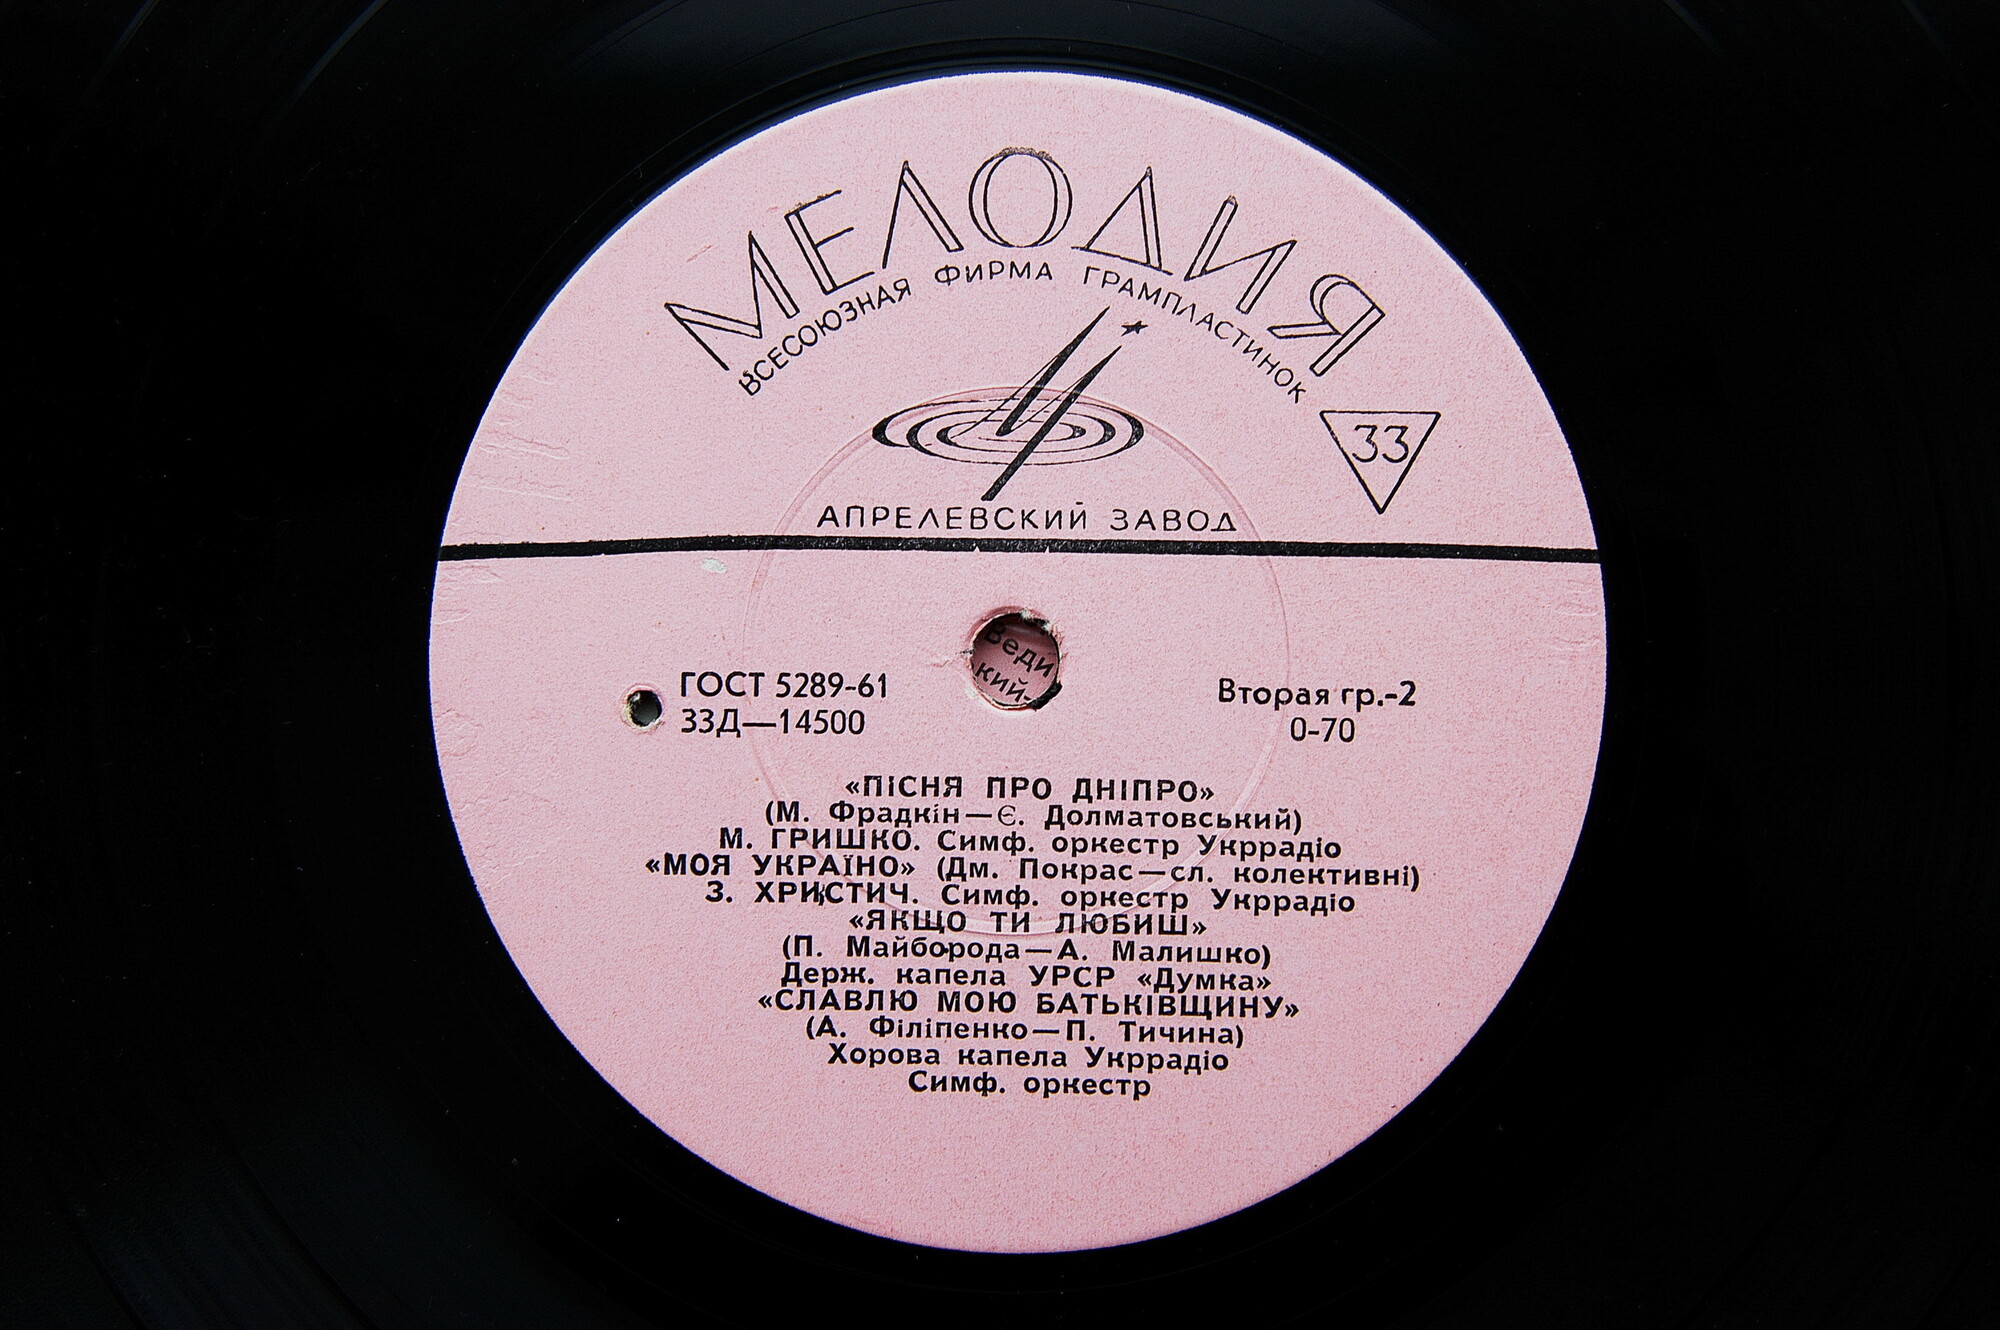 МЕЛОДИЯ
ВСЕСОЮЗНАЯ ФИРМА ГРАМПЛАСТИНОК
33
АПРЕЛЕВСКИЙ ЗАВОД
ГОСТ 5289-61
33Д—14500
Вторая гр.-2
0-70
«ПІСНЯ ПРО ДНІПРО»
(М. Фрадкін—Є. Долматовський)
М. ГРИШКО. Симф. оркестр Укррадіо
«МОЯ УКРАЇНО» (Дм. Покрас—сл. колективні)
З. ХРИСТИЧ. Симф. оркестр Укррадіо
«ЯКЩО ТИ ЛЮБИШ»
(П. Майборода—А. Малишко)
Держ. капела УРСР «Думка»
«СЛАВЛЮ МОЮ БАТЬКІВЩИНУ»
(А. Філіпенко—П. Тичина)
Хорова капела Укррадіо
Симф. оркестр